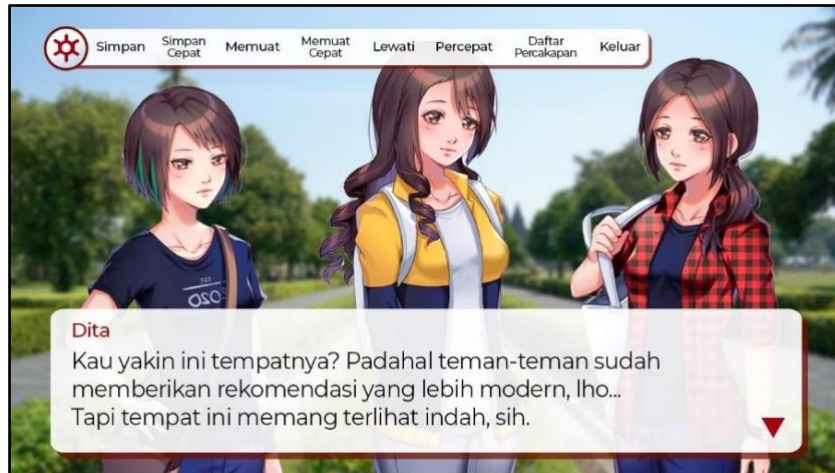 Simpan
Simpan
Cepat
Memuat
Memuat
Cepat
Lewati
Percepat
Daftar
Percakapan
Keluar
Dita
Kau yakin ini tempatnya? Padahal teman-teman sudah
memberikan rekomendasi yang lebih modern, lho...
Tapi tempat ini memang terlihat indah, sih.